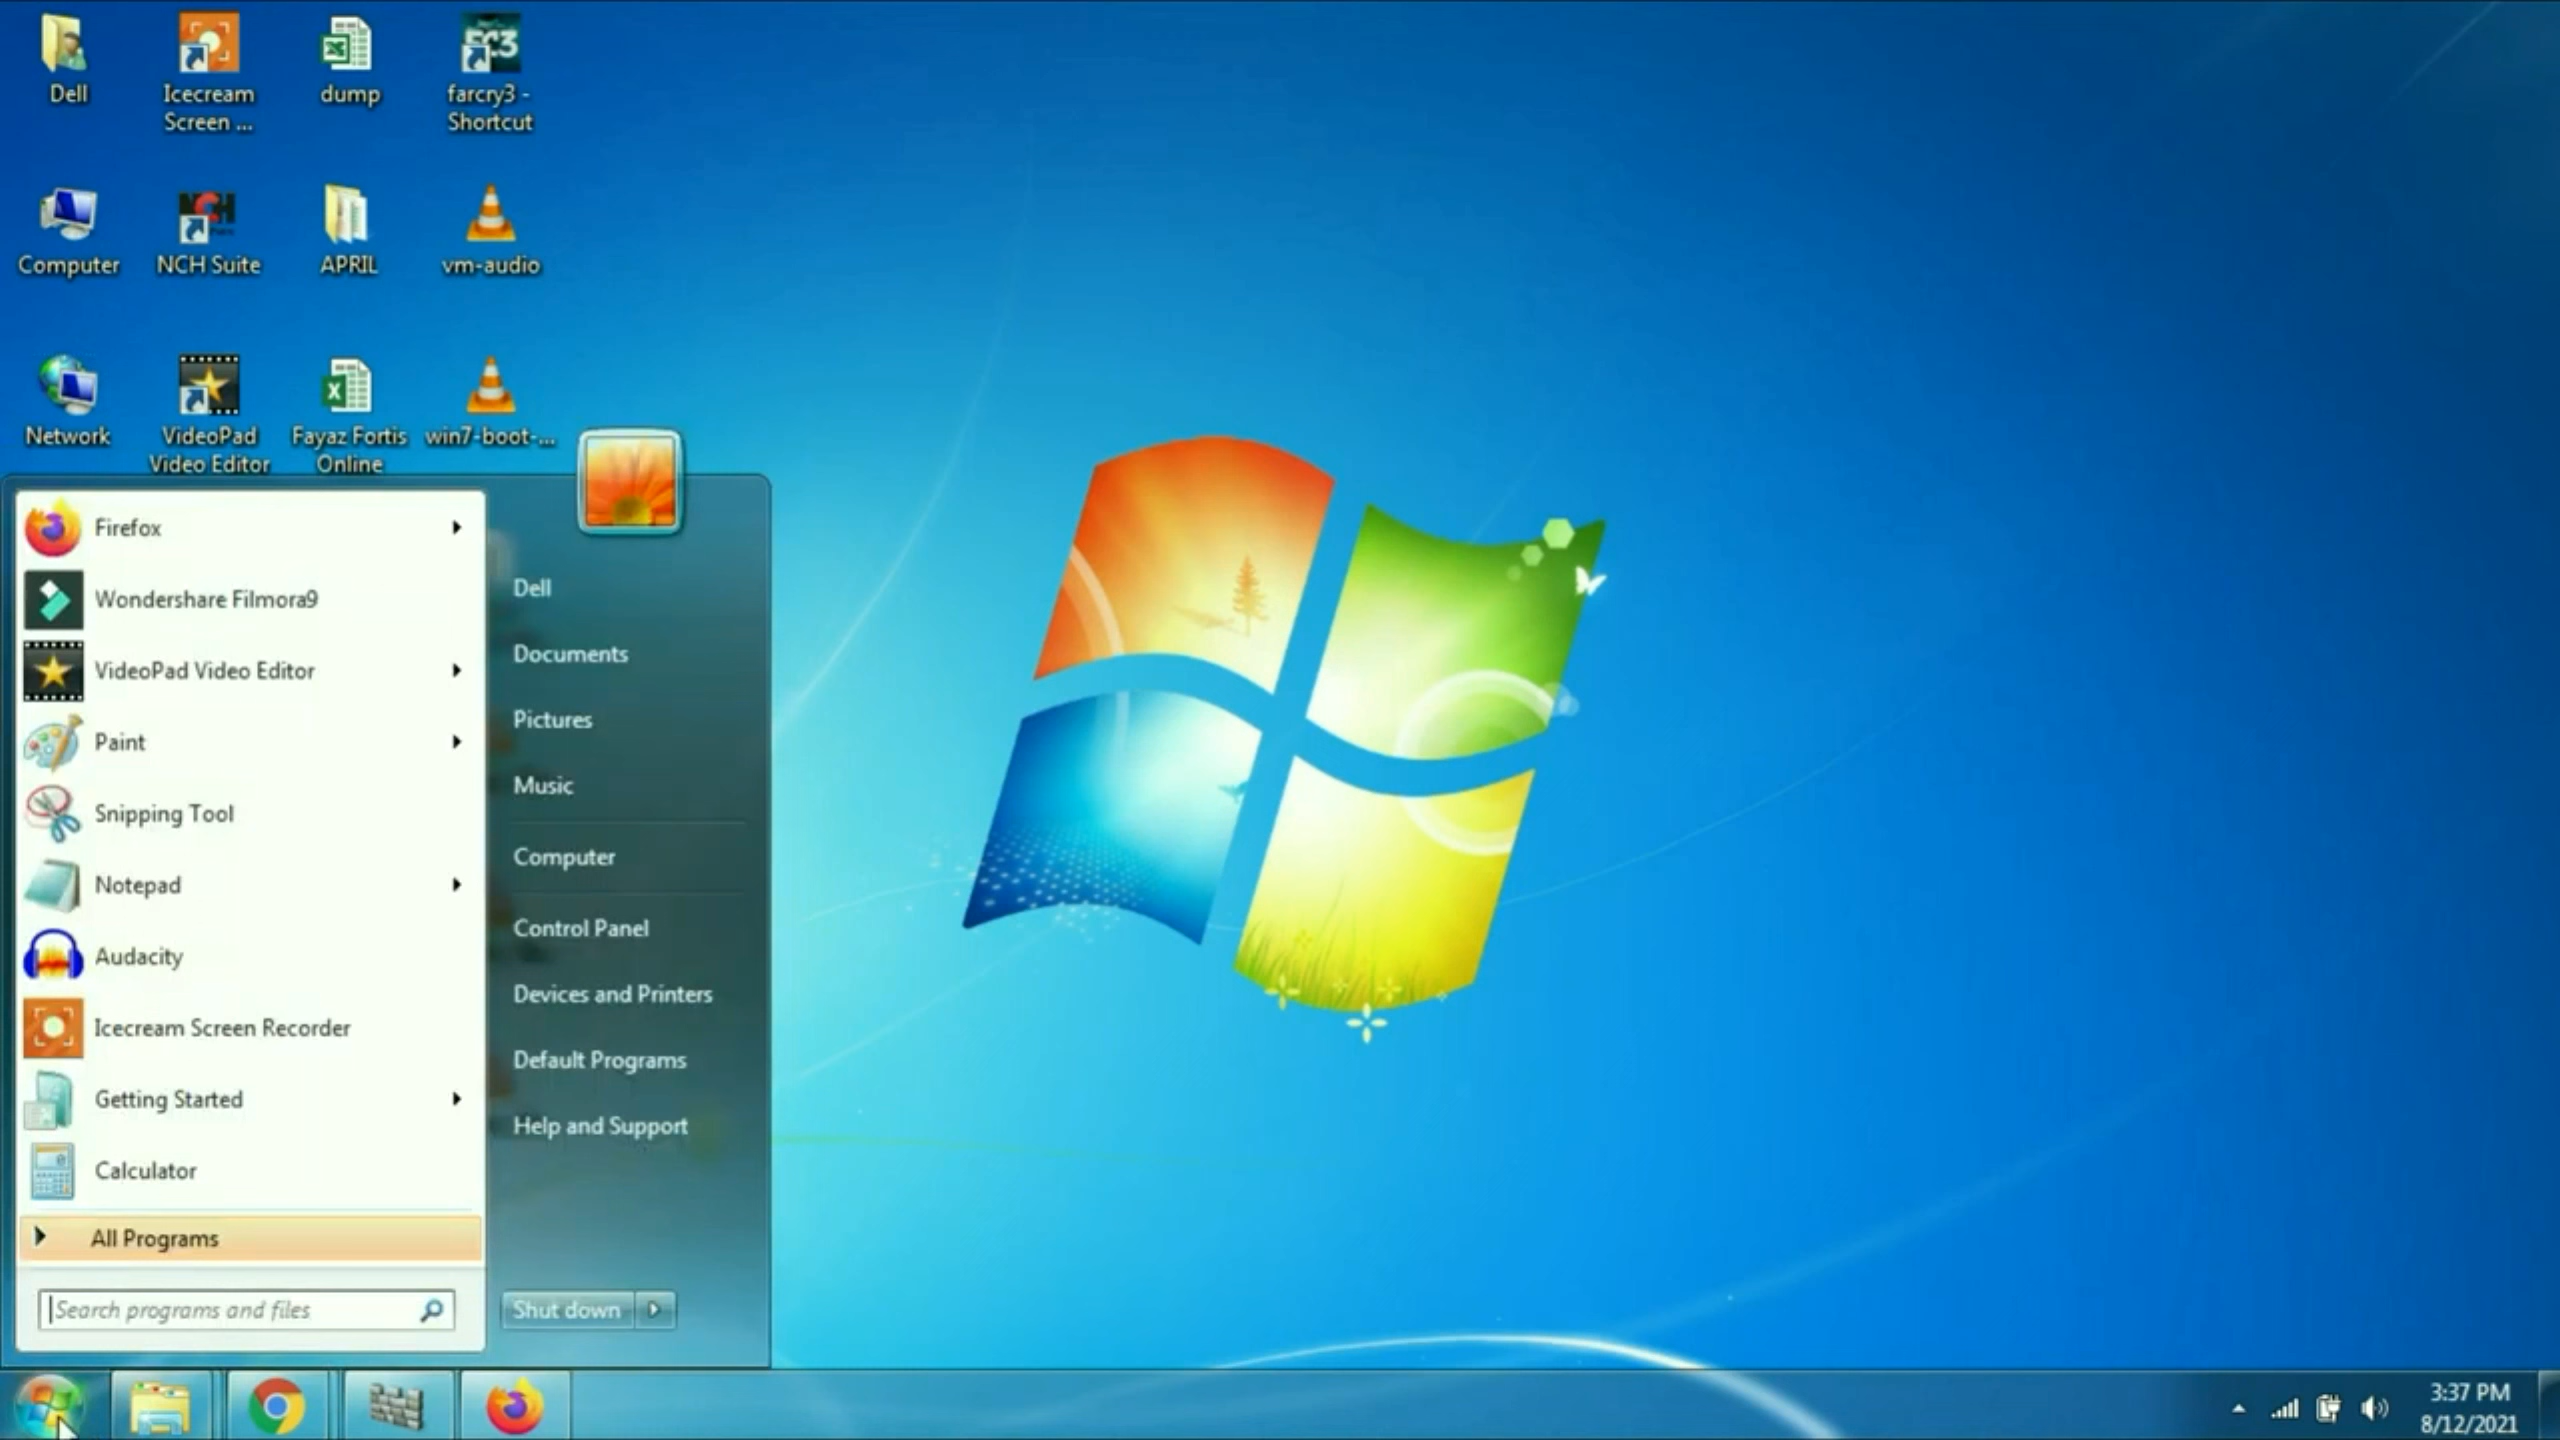 Dell
Icecream
Screen ...
dump
farcry3 -
Shortcut
Computer
NCH Suite
APRIL
vm-audio
Network
VideoPad
Video Editor
Fayaz Fortis
Online
win7-boot-...
Firefox
Wondershare Filmora9
VideoPad Video Editor
Paint
Snipping Tool
Notepad
Audacity
Icecream Screen Recorder
Getting Started
Calculator
All Programs
Search programs and files
Dell
Documents
Pictures
Music
Computer
Control Panel
Devices and Printers
Default Programs
Help and Support
Shut down
3:37 PM
8/12/2021